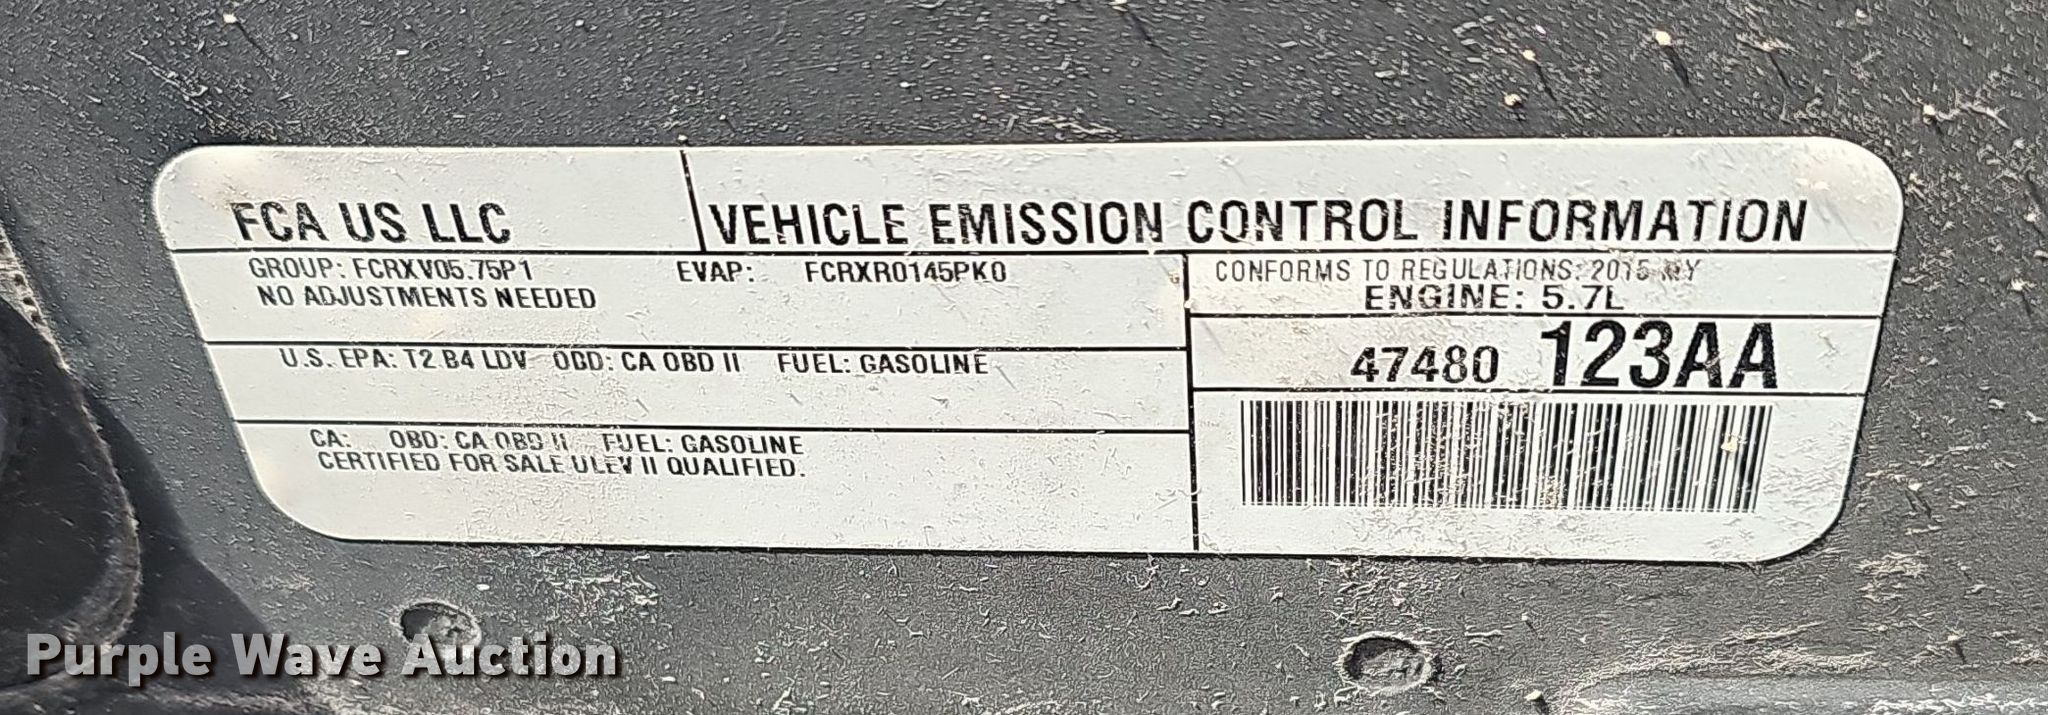 FCA US LLC
VEHICLE EMISSION CONTROL INFORMATION
GROUP: FCRXV05.75P1 EVAP: FCRXR0145PK0
NO ADJUSTMENTS NEEDED
CONFORMS TO REGULATIONS: 2015 MY
ENGINE: 5.7L
U.S. EPA: T2 B4 LDV OBD: CA OBD II FUEL: GASOLINE
47480 123AA
CA: OBD: CA OBD II FUEL: GASOLINE
CERTIFIED FOR SALE ULEV II QUALIFIED.
Purple Wave Auction